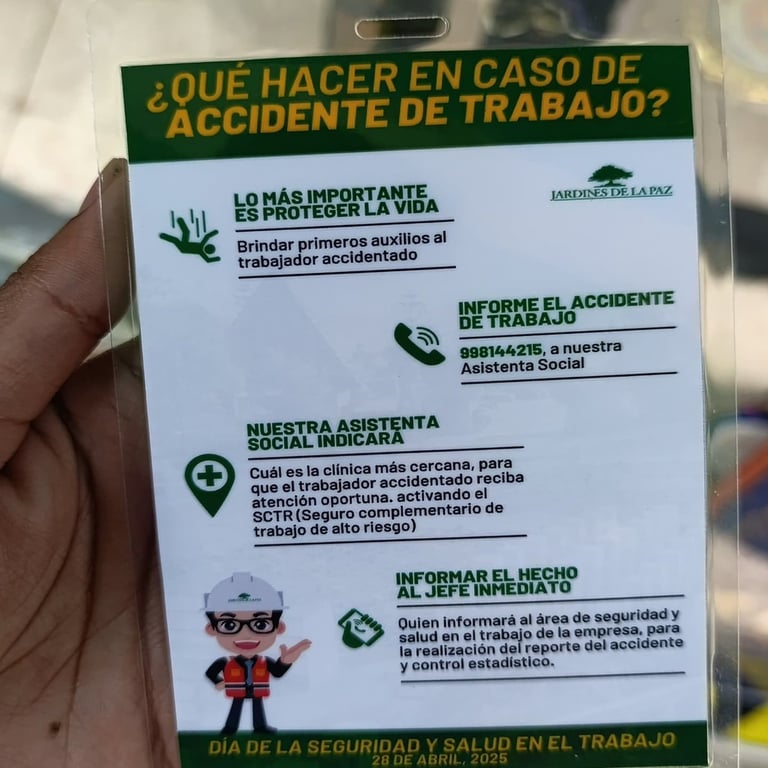 ¿QUÉ HACER EN CASO DE
ACCIDENTE DE TRABAJO?
JARDINES DE LA PAZ
LO MÁS IMPORTANTE
ES PROTEGER LA VIDA
Brindar primeros auxilios al
trabajador accidentado
INFORME EL ACCIDENTE
DE TRABAJO
998144215, a nuestra
Asistenta Social
NUESTRA ASISTENTA
SOCIAL INDICARÁ
Cuál es la clínica más cercana, para
que el trabajador accidentado reciba
atención oportuna. activando el
SCTR (Seguro complementario de
trabajo de alto riesgo)
INFORMAR EL HECHO
AL JEFE INMEDIATO
Quien informará al área de seguridad y
salud en el trabajo de la empresa, para
la realización del reporte del accidente
y control estadístico.
JARDINES DE LA PAZ
DÍA DE LA SEGURIDAD Y SALUD EN EL TRABAJO
28 DE ABRIL, 2025